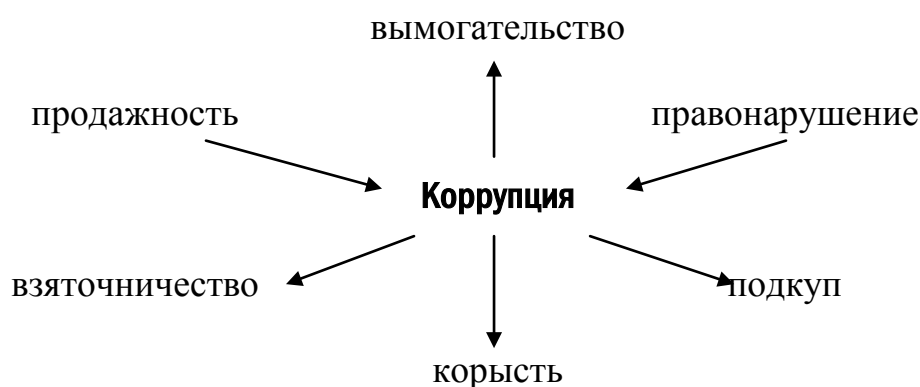 вымогательство
продажность
правонарушение
Коррупция
взяточничество
подкуп
корысть